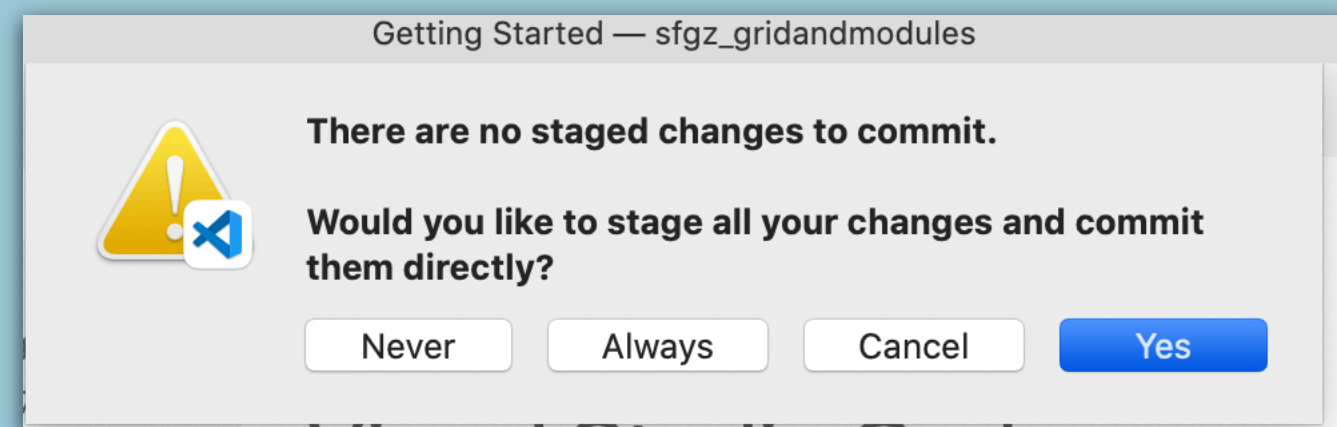 Getting Started — sfgz_gridandmodules
There are no staged changes to commit.
Would you like to stage all your changes and commit
them directly?
Never
Always
Cancel
Yes